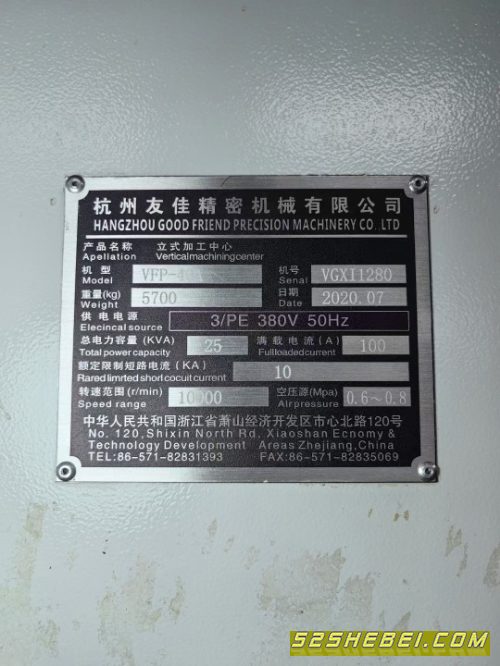 杭州友佳精密机械有限公司
HANGZHOU GOOD FRIEND PRECISION MACHINERY CO. LTD
产品名称 立式加工中心
Apellation Verticalmachiningcenter
机型 机号 VGXI1280
Model Senal
重量(kg) 5700 日期 2020.07
Weight Date
供电电源 3/PE 380V 50Hz
Elecincal source
总电力容量(KVA) 25 满载电流(A) 100
Total power capacity Fullloadedcurrent
额定限制短路电流(KA) 10
Rared limrted short cocuit current
转速范围(r/min) 10000 空压源(Mpa) 0.6~0.8
Speed range Airpressure
中华人民共和国浙江省萧山经济开发区市心北路120号
No. 120,Shixin North Rd, Xiaoshan Ecnomy &
Technology Development Areas Zhejiang, China
TEL:86-571-82831393 FAX:86-571-82835069
52SHEBEI.COM